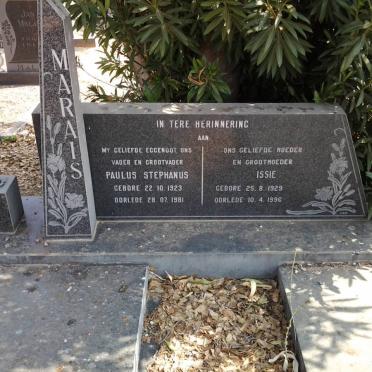 MARAIS
IN TERE HERINNERING
AAN
MY GELIEFDE EGGENOOT ONS
VADER EN GROOTVADER
PAULUS STEPHANUS
GEBORE 22.10.1923
OORLEDE 28.07.1981
ONS GELIEFDE MOEDER
EN GROOTMOEDER
ISSIE
GEBORE 25.8.1929
OORLEDE 10.4.1996
JAN